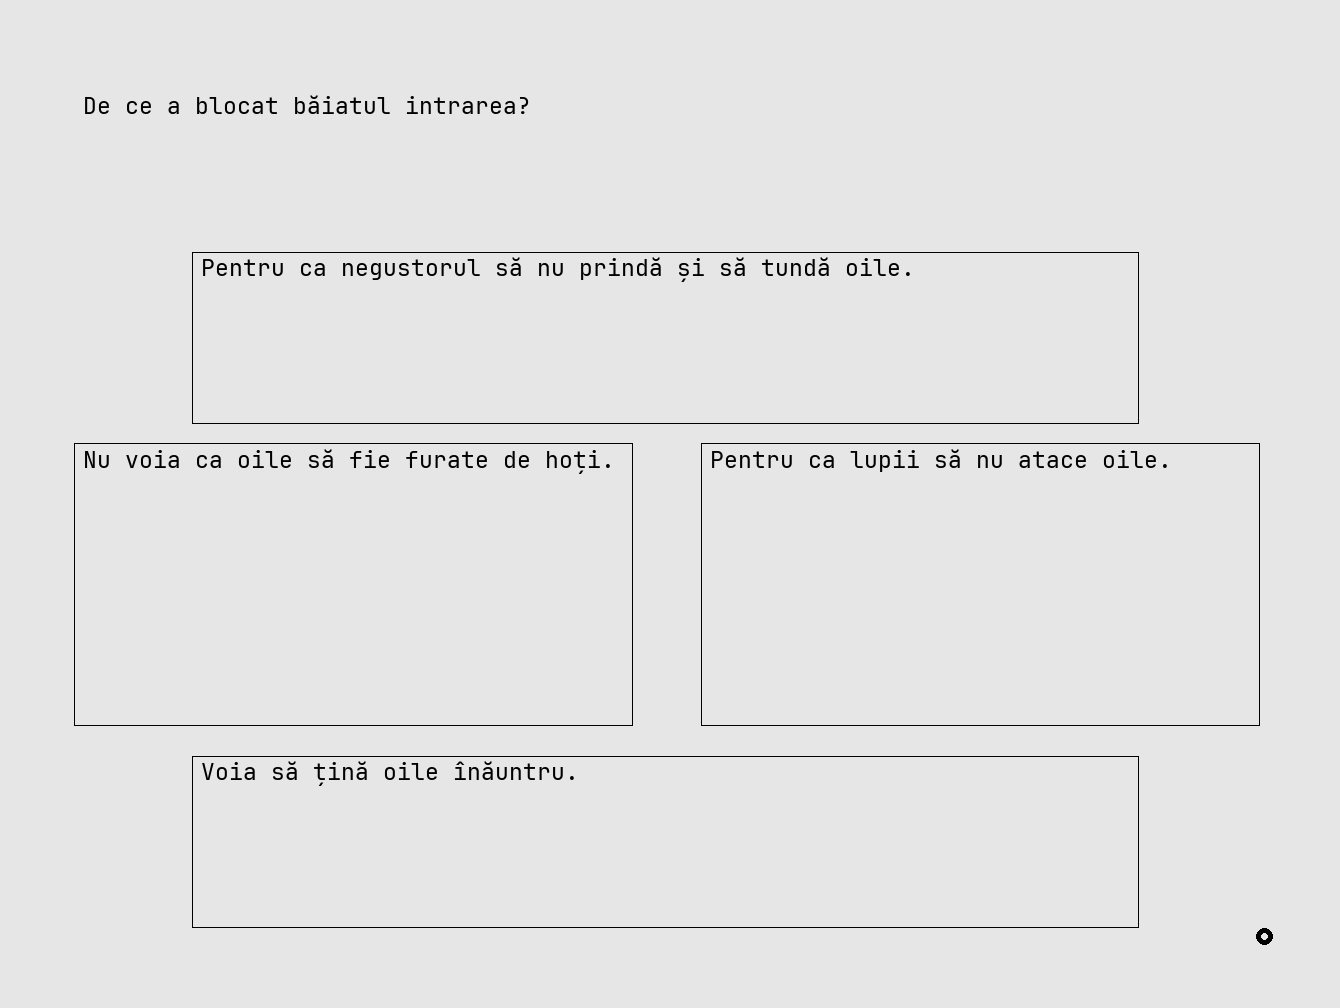 De ce a blocat băiatul intrarea?
Pentru ca negustorul să nu prindă și să tundă oile.
Nu voia ca oile să fie furate de hoți.
Pentru ca lupii să nu atace oile.
Voia să țină oile înăuntru.